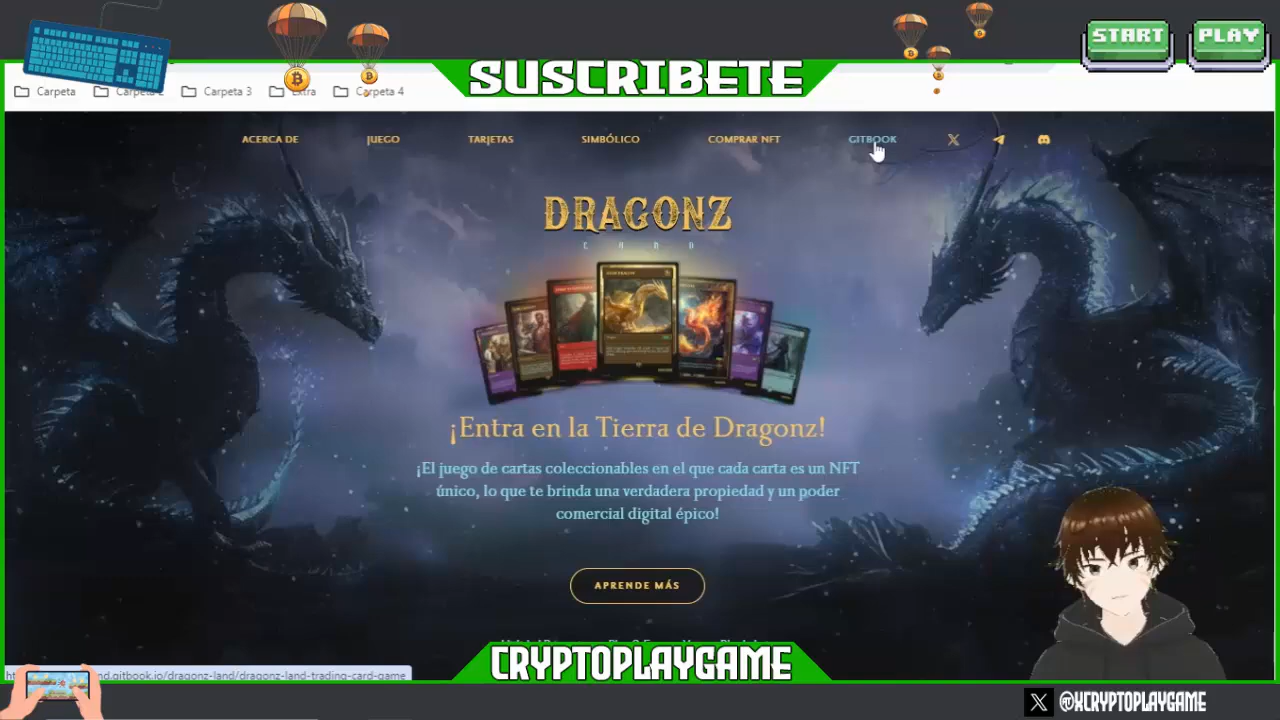 START PLAY
SUSCRIBETE
Carpeta Carpeta 2 Carpeta 3 Extra Carpeta 4
ACERCA DE JUEGO TARJETAS SIMBÓLICO COMPRAR NFT GITBOOK
DRAGONZ
¡Entra en la Tierra de Dragonz!
¡El juego de cartas coleccionables en el que cada carta es un NFT
único, lo que te brinda una verdadera propiedad y un poder
comercial digital épico!
APRENDE MÁS
CRYPTOPLAYGAME
nd.gitbook.io/dragonz-land/dragonz-land-trading-card-game
@XCRYPTOPLAYGAME